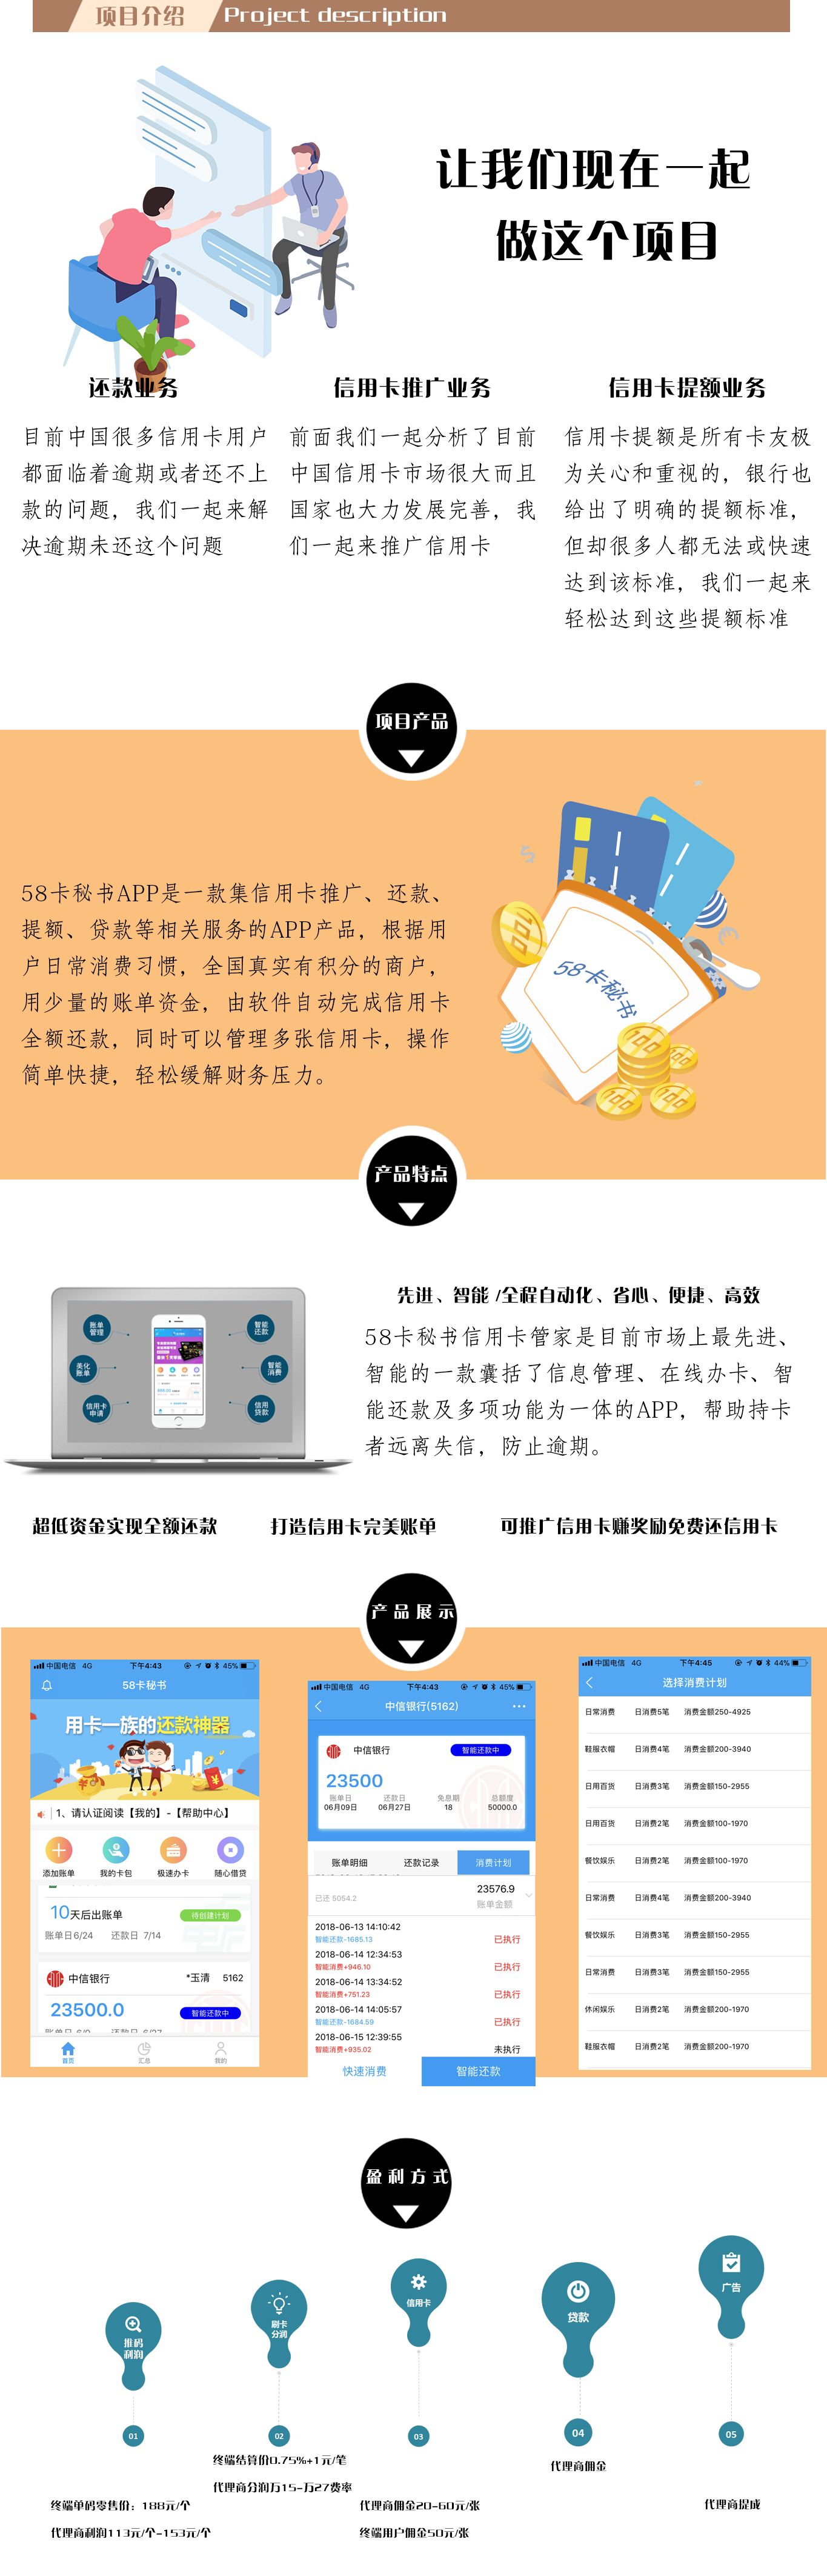 项目介绍
Project description
让我们现在一起
做这个项目
还款业务
目前中国很多信用卡用户
都面临着逾期或者还不上
款的问题，我们一起来解
决逾期未还这个问题
信用卡推广业务
前面我们一起分析了目前
中国信用卡市场很大而且
国家也大力发展完善，我
们一起来推广信用卡
信用卡提额业务
信用卡提额是所有卡友极
为关心和重视的，银行也
给出了明确的提额标准，
但却很多人都无法或快速
达到该标准，我们一起来
轻松达到这些提额标准
项目产品
58卡秘书APP是一款集信用卡推广、还款、
提额、贷款等相关服务的APP产品，根据用
户日常消费习惯，全国真实有积分的商户，
用少量的账单资金，由软件自动完成信用卡
全额还款，同时可以管理多张信用卡，操作
简单快捷，轻松缓解财务压力。
58卡秘书
100
100
100
100
产品特点
账单
管理
美化
账单
信用卡
申请
智能
还款
智能
消费
信用
贷款
先进、智能 /全程自动化、省心、便捷、高效
58卡秘书信用卡管家是目前市场上最先进、
智能的一款囊括了信息管理、在线办卡、智
能还款及多项功能为一体的APP，帮助持卡
者远离失信，防止逾期。
超低资金实现全额还款
打造信用卡完美账单
可推广信用卡赚奖励免费还信用卡
产品展示
中国电信 4G 下午4:43 45%
58卡秘书
用卡一族的还款神器
1、请认证阅读【我的】-【帮助中心】
添加账单 我的卡包 极速办卡 随心借贷
10天后出账单 待创建计划
账单日6/24 还款日 7/14
中信银行 *玉清 5162
23500.0 智能还款中
账单日 6/9 还款日 6/27
首页 汇总 我的
中国电信 4G 下午4:43 45%
中信银行(5162)
中信银行 智能还款中
23500
账单日 还款日 免息期 总额度
06月09日 06月27日 18 50000.0
账单明细 还款记录 消费计划
23576.9
已还 5054.2 账单金额
2018-06-13 14:10:42
智能还款-1685.13 已执行
2018-06-14 12:34:53
智能消费+946.10 已执行
2018-06-14 13:34:52
智能消费+751.23 已执行
2018-06-14 14:05:57
智能还款-1684.59 已执行
2018-06-15 12:39:55
智能消费+935.02 未执行
快速消费 智能还款
中国电信 4G 下午4:45 44%
选择消费计划
日常消费 日消费5笔 消费金额250-4925
鞋服衣帽 日消费4笔 消费金额200-3940
日用百货 日消费3笔 消费金额150-2955
日用百货 日消费2笔 消费金额100-1970
餐饮娱乐 日消费2笔 消费金额100-1970
日常消费 日消费4笔 消费金额200-3940
餐饮娱乐 日消费3笔 消费金额150-2955
日常消费 日消费3笔 消费金额150-2955
休闲娱乐 日消费2笔 消费金额200-1970
鞋服衣帽 日消费2笔 消费金额200-1970
盈利方式
推码
利润
01
终端单码零售价：188元/个
代理商利润113元/个-153元/个
刷卡
分润
02
终端结算价0.75%+1元/笔
代理商分润万15-万27费率
信用卡
03
代理商佣金20-60元/张
终端用户佣金50元/张
贷款
04
代理商佣金
广告
05
代理商提成